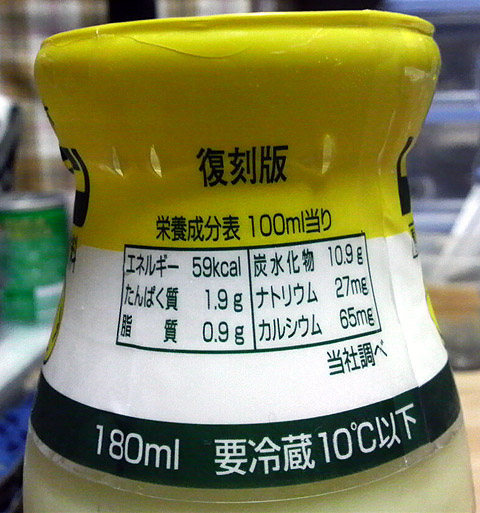 復刻版
栄養成分表 100ml当り
エネルギー 59kcal 炭水化物 10.9g
たんぱく質 1.9g ナトリウム 27mg
脂 質 0.9g カルシウム 65mg
当社調べ
180ml 要冷蔵10℃以下